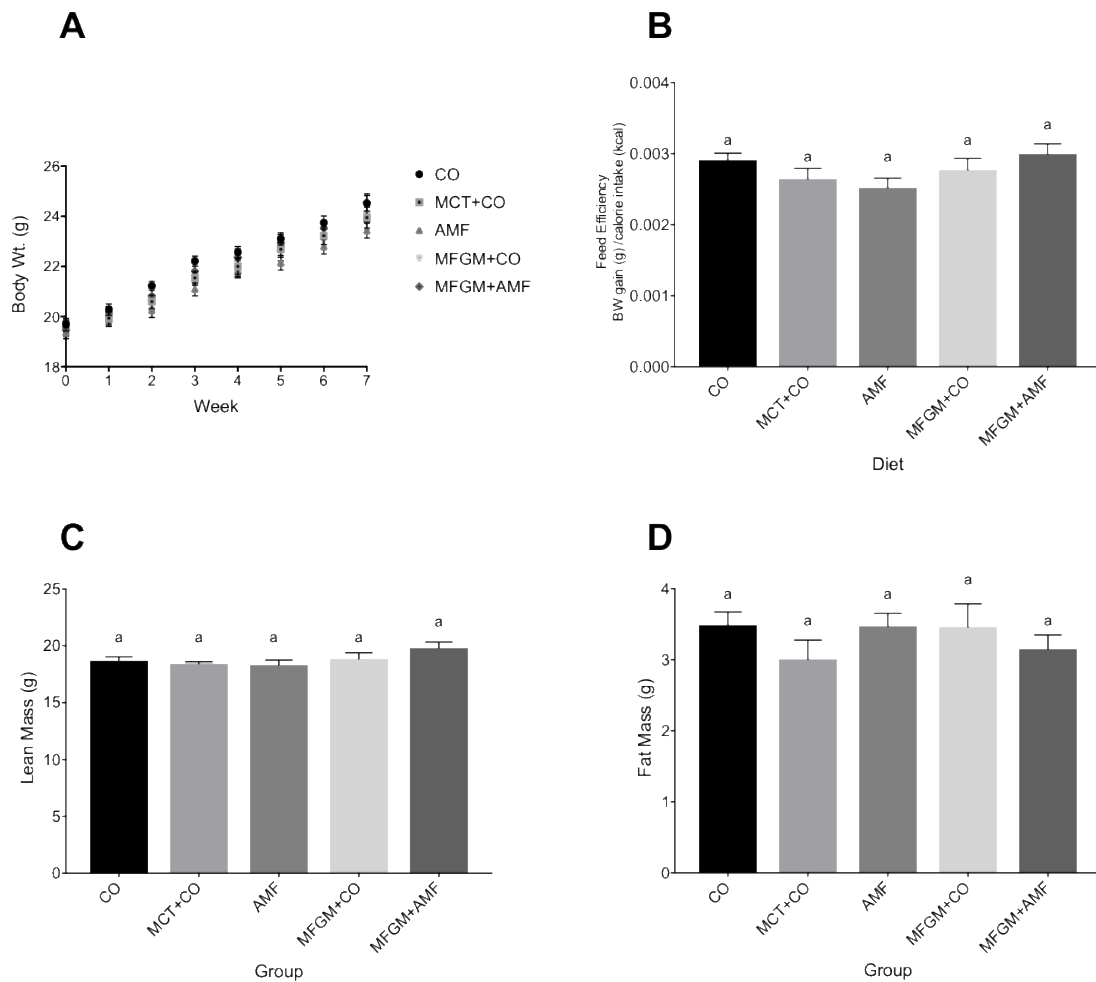 A
Body Wt. (g)
26
24
22
20
18
0 1 2 3 4 5 6 7
Week
CO
MCT+CO
AMF
MFGM+CO
MFGM+AMF
B
Feed Efficiency
BW gain (g) /calorie intake (kcal)
0.004
0.003
0.002
0.001
0.000
a a a a a
CO MCT+CO AMF MFGM+CO MFGM+AMF
Diet
C
Lean Mass (g)
25
20
15
10
5
0
a a a a a
CO MCT+CO AMF MFGM+CO MFGM+AMF
Group
D
Fat Mass (g)
4
3
2
1
0
a a a a a
CO MCT+CO AMF MFGM+CO MFGM+AMF
Group